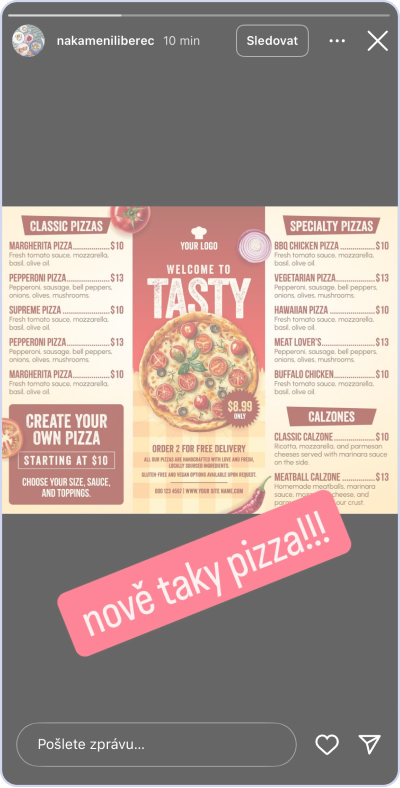 nakameniliberec 10 min
Sledovat
CLASSIC PIZZAS
MARGHERITA PIZZA..................$10
Fresh tomato sauce, mozzarella,
basil, olive oil.
PEPPERONI PIZZA..................$13
Pepperoni, sausage, bell peppers,
anions, olives, mushrooms.
SUPREME PIZZA..................$10
Fresh tomato sauce, mozzarella,
basil, olive oil.
PEPPERONI PIZZA..................$13
Pepperoni, sausage, bell peppers,
anions, olives, mushrooms.
MARGHERITA PIZZA..................$10
Fresh tomato sauce, mozzarella,
basil, olive oil.
CREATE YOUR
OWN PIZZA
STARTING AT $10
CHOOSE YOUR SIZE, SAUCE,
AND TOPPINGS.
YOUR LOGO
WELCOME TO
TASTY
$8.99
ONLY
ORDER 2 FOR FREE DELIVERY
ALL OUR PIZZAS ARE HANDCRAFTED WITH LOVE AND FRESH,
LOCALLY SOURCED INGREDIENTS.
GLUTEN-FREE AND VEGAN OPTIONS AVAILABLE UPON REQUEST.
000 123 4567 | WWW.YOUR SITE NAME.COM
SPECIALTY PIZZAS
BBQ CHICKEN PIZZA..................$10
Fresh tomato sauce, mozzarella,
basil, olive oil.
VEGETARIAN PIZZA..................$13
Pepperoni, sausage, bell peppers,
anions, olives, mushrooms.
HAWAIIAN PIZZA..................$10
Fresh tomato sauce, mozzarella,
basil, olive oil.
MEAT LOVER'S..................$13
Pepperoni, sausage, bell peppers,
anions, olives, mushrooms.
BUFFALO CHICKEN..................$10
Fresh tomato sauce, mozzarella,
basil, olive oil.
CALZONES
CLASSIC CALZONE..................$10
Ricotta, mozzarella, and parmesan
cheeses served with marinara sauce
on the side.
MEATBALL CALZONE..................$13
Homemade meatballs, marinara
sauce, cheese, and
our crust.
nově taky pizza!!!
Pošlete zprávu...